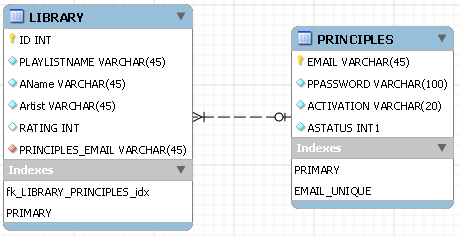 LIBRARY
ID INT
PLAYLISTNAME VARCHAR(45)
AName VARCHAR(45)
Artist VARCHAR(45)
RATING INT
PRINCIPLES_EMAIL VARCHAR(45)
Indexes
fk_LIBRARY_PRINCIPLES_idx
PRIMARY
PRINCIPLES
EMAIL VARCHAR(45)
PPASSWORD VARCHAR(100)
ACTIVATION VARCHAR(20)
ASTATUS INT1
Indexes
PRIMARY
EMAIL_UNIQUE